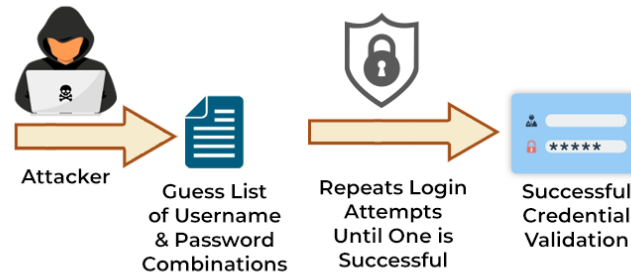 Attacker
Guess List
of Username
& Password
Combinations
Repeats Login
Attempts
Until One is
Successful
*****
Successful
Credential
Validation